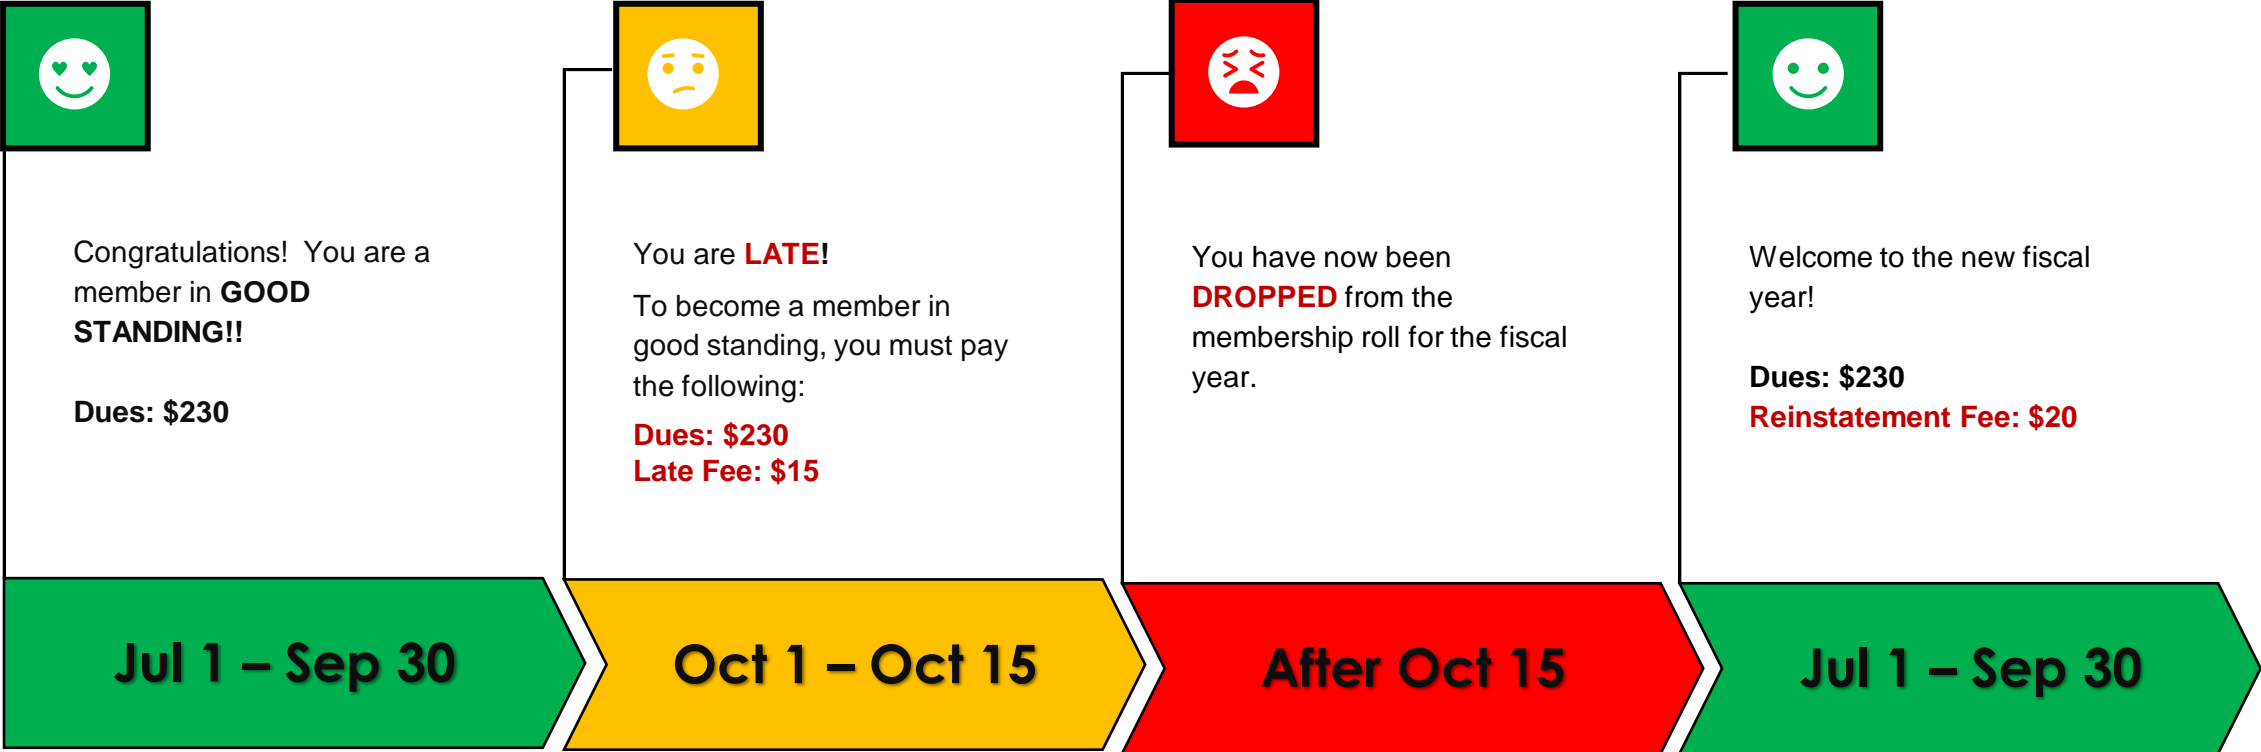 Congratulations!  You are a
member in GOOD
STANDING!!
Dues: $230
Jul 1 – Sep 30
You are LATE!
To become a member in
good standing, you must pay
the following:
Dues: $230
Late Fee: $15
Oct 1 – Oct 15
You have now been
DROPPED from the
membership roll for the fiscal
year.
After Oct 15
Welcome to the new fiscal
year!
Dues: $230
Reinstatement Fee: $20
Jul 1 – Sep 30